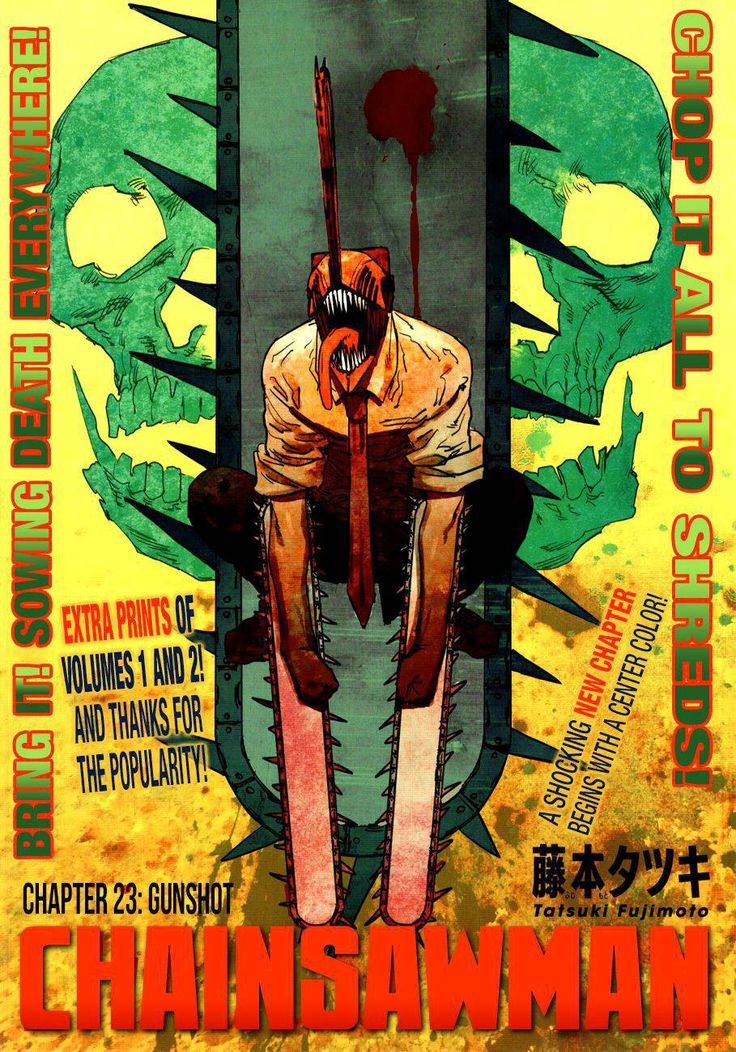 BRING IT! SOWING DEATH EVERYWHERE!
CHOP IT ALL TO SHREDS!
EXTRA PRINTS OF
VOLUMES 1 AND 2!
AND THANKS FOR
THE POPULARITY!
A SHOCKING NEW CHAPTER
BEGINS WITH A CENTER COLOR!
藤本タツキ
Tatsuki Fujimoto
CHAPTER 23: GUNSHOT
CHAINSAWMAN